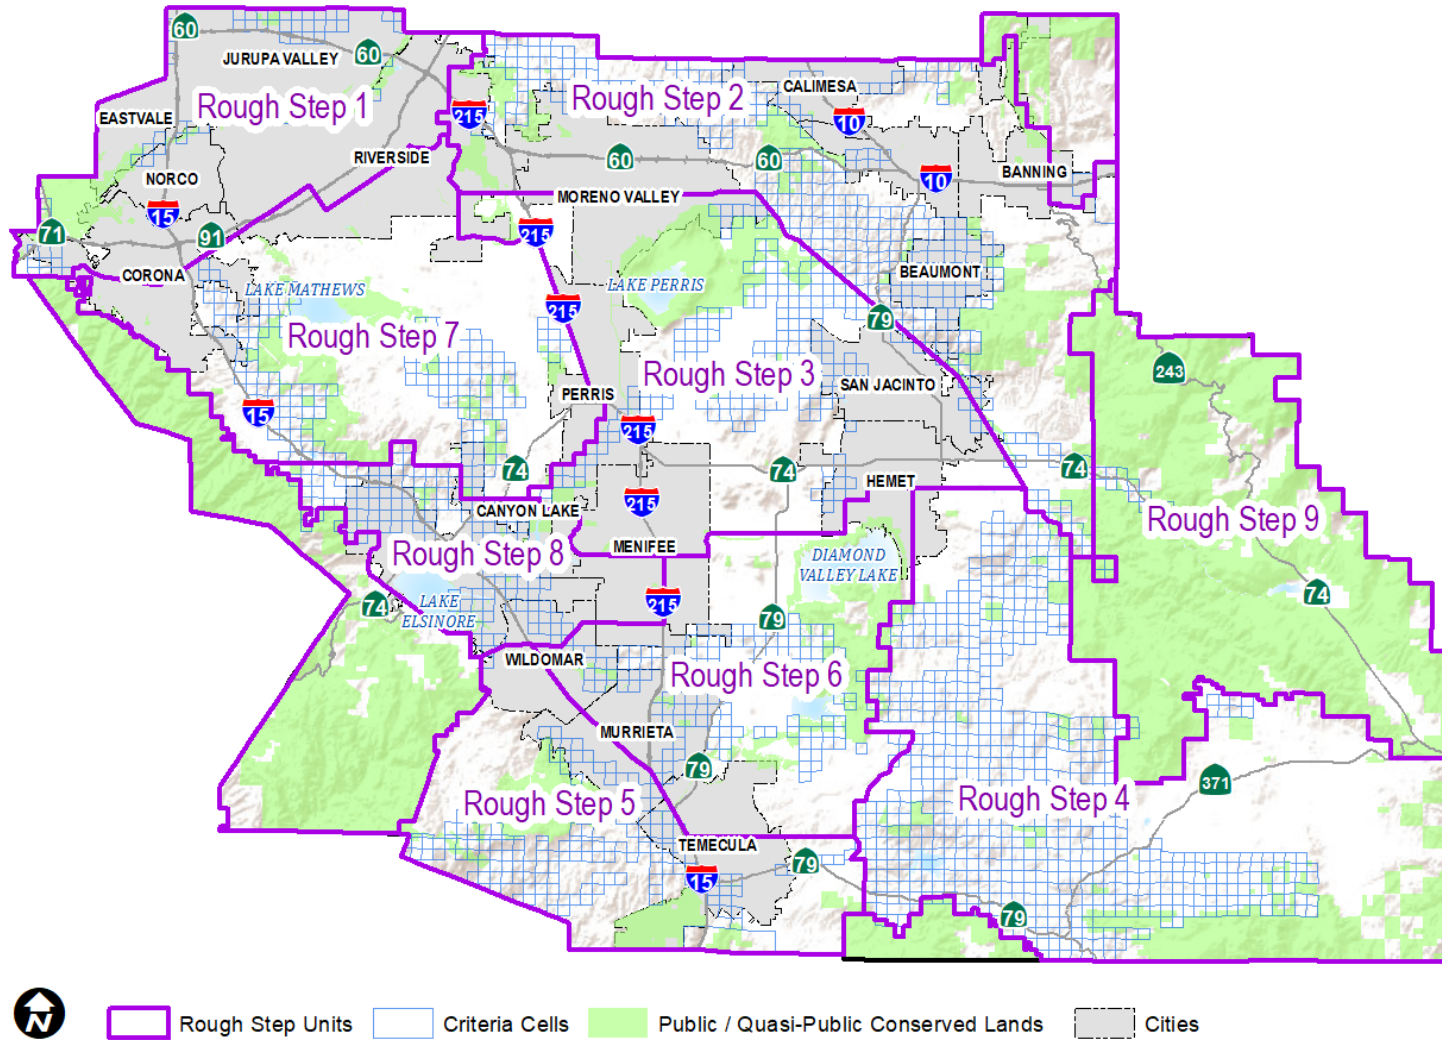 60
JURUPA VALLEY
60
CALIMESA
Rough Step 1
Rough Step 2
EASTVALE
215
10
RIVERSIDE
60
60
NORCO
10
BANNING
MORENO VALLEY
15
71
91
215
CORONA
BEAUMONT
LAKE MATHEWS
LAKE PERRIS
215
79
Rough Step 7
Rough Step 3
243
SAN JACINTO
PERRIS
15
215
74
74
74
HEMET
215
CANYON LAKE
Rough Step 9
MENIFEE
Rough Step 8
DIAMOND
VALLEY LAKE
74
LAKE
ELSINORE
74
215
79
WILDOMAR
Rough Step 6
MURRIETA
79
371
Rough Step 5
Rough Step 4
TEMECULA
79
15
79
N
Rough Step Units
Criteria Cells
Public / Quasi-Public Conserved Lands
Cities